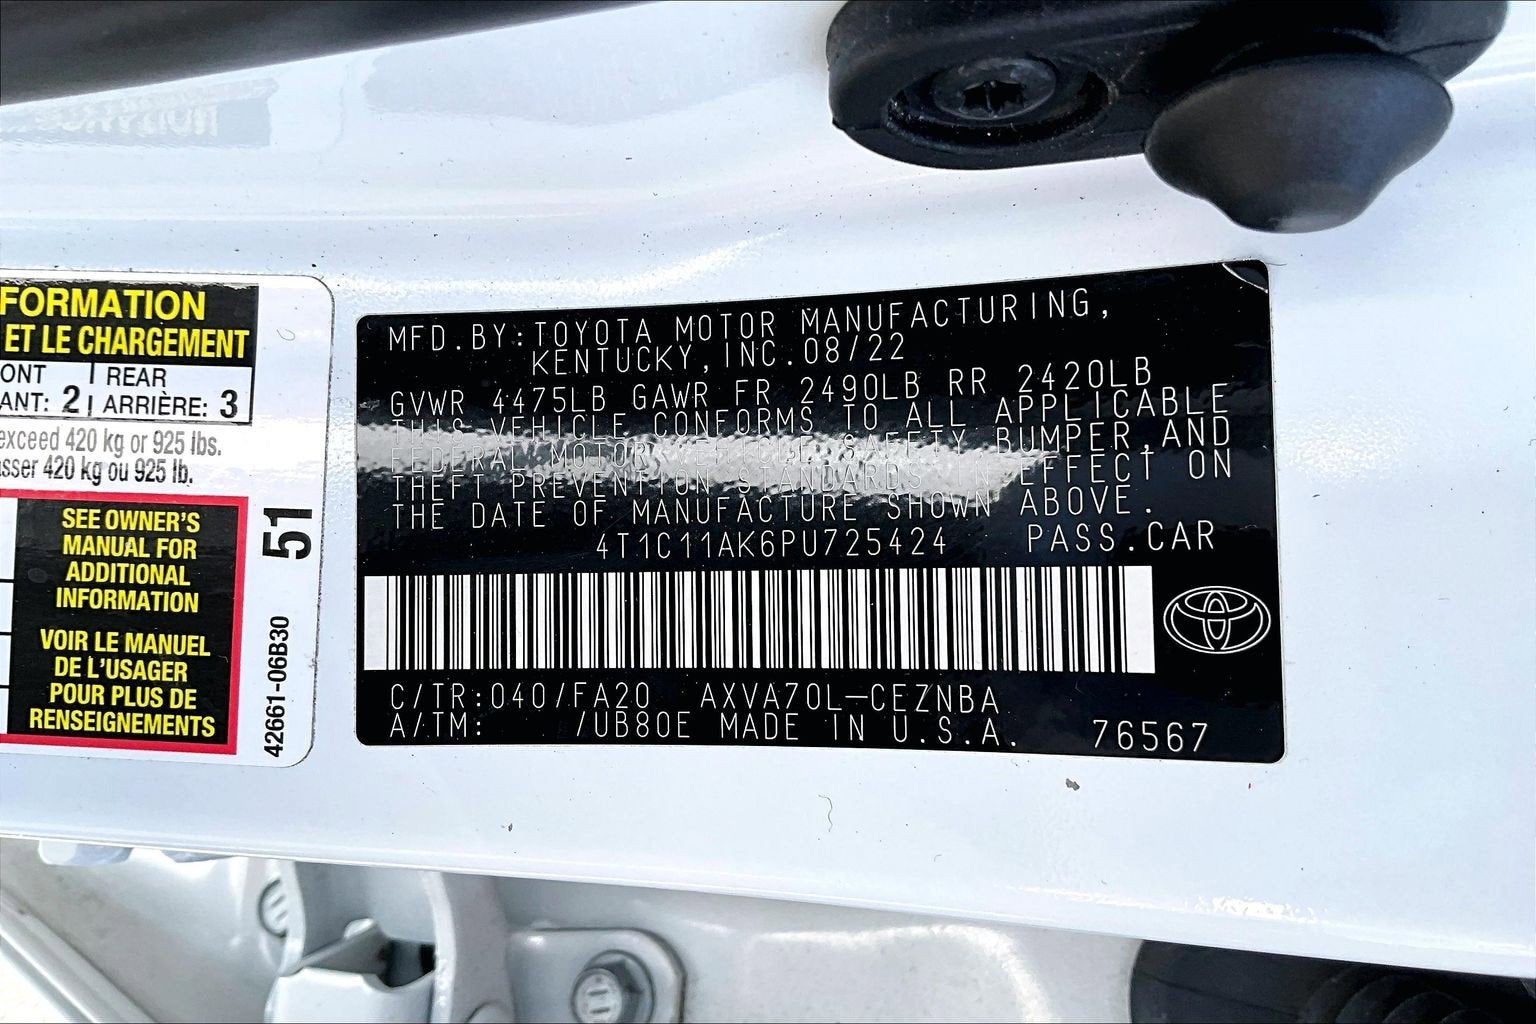 FORMATION
ET LE CHARGEMENT
ONT | REAR
ANT: 2 | ARRIÈRE: 3
exceed 420 kg or 925 lbs.
asser 420 kg ou 925 lb.
SEE OWNER'S
MANUAL FOR
ADDITIONAL
INFORMATION
VOIR LE MANUEL
DE L'USAGER
POUR PLUS DE
RENSEIGNEMENTS
51
42661-06B30
MFD.BY:TOYOTA MOTOR MANUFACTURING,
KENTUCKY,INC.08/22
GVWR 4475LB GAWR FR 2490LB RR 2420LB
THIS VEHICLE CONFORMS TO ALL APPLICABLE
FEDERAL MOTOR VEHICLE SAFETY BUMPER,AND
THEFT PREVENTION STANDARDS IN EFFECT ON
THE DATE OF MANUFACTURE SHOWN ABOVE.
4T1C11AK6PU725424 PASS.CAR
C/TR:040/FA20 AXVA70L-CEZNBA
A/TM: /UB80E MADE IN U.S.A. 76567